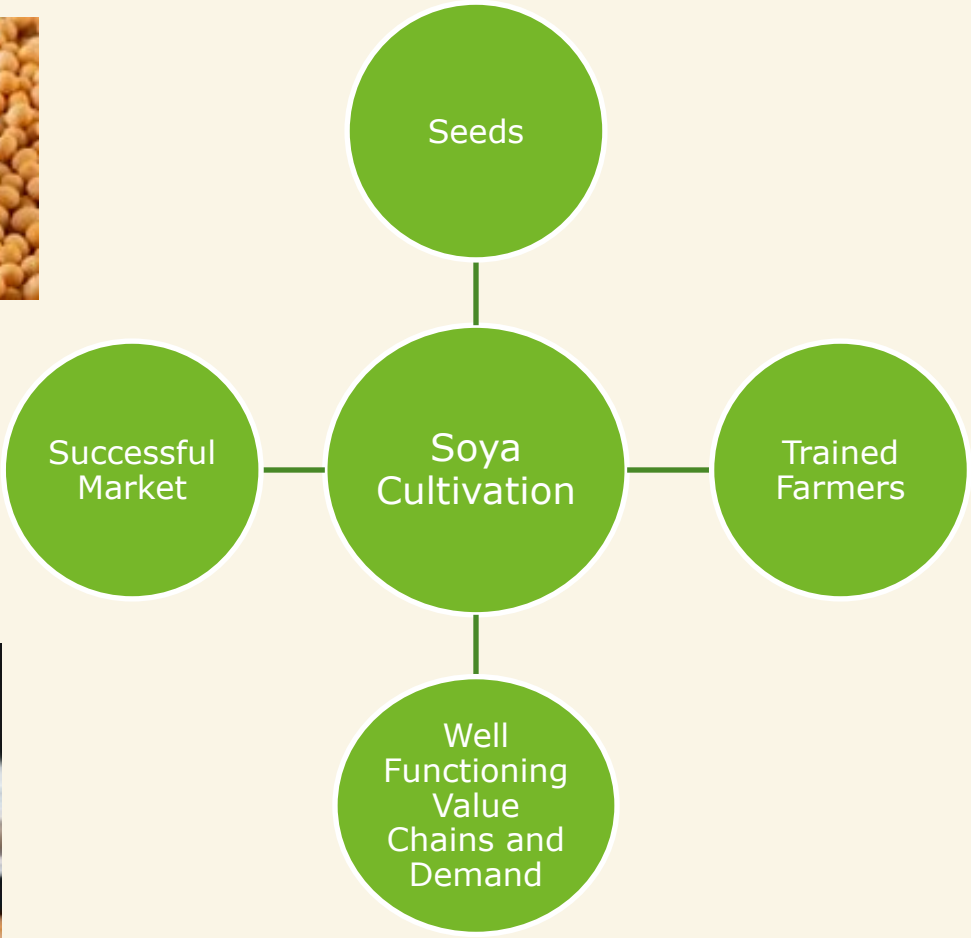 Seeds
Successful
Market
Soya
Cultivation
Trained
Farmers
Well
Functioning
Value
Chains and
Demand